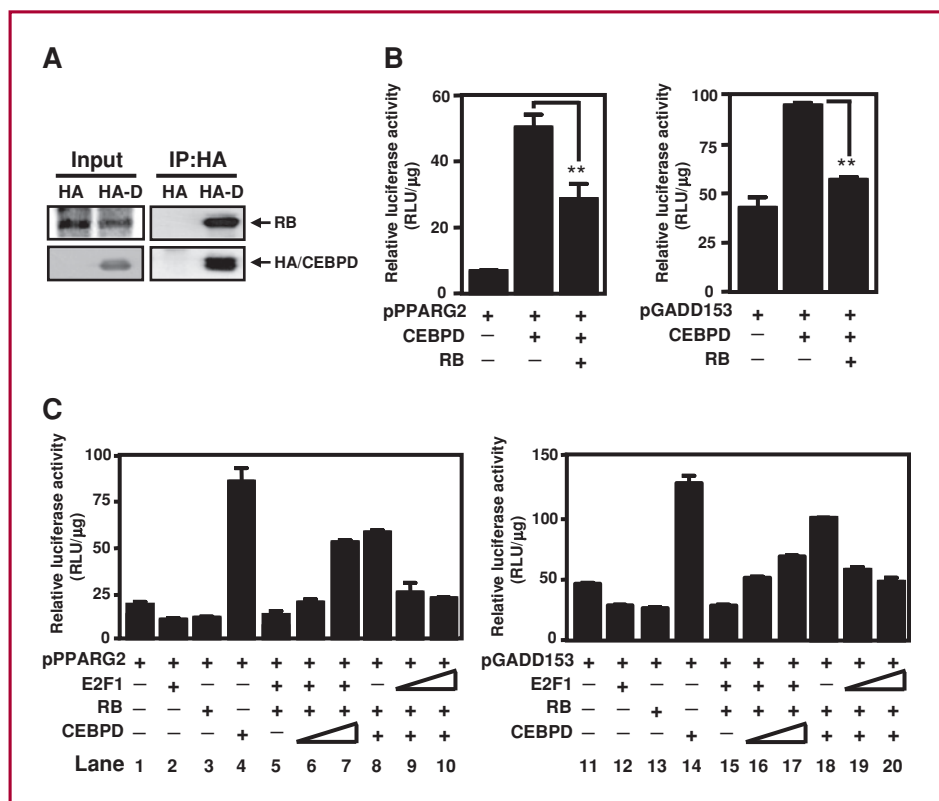 A
Input IP:HA
HA HA-D HA HA-D
RB
HA/CEBPD
B
Relative luciferase activity
(RLU/µg)
60
40
20
0
**
pPPARG2 + + +
CEBPD – + +
RB – – +
Relative luciferase activity
(RLU/µg)
100
75
50
25
0
**
pGADD153 + + +
CEBPD – + +
RB – – +
C
Relative luciferase activity
(RLU/µg)
100
75
50
25
0
pPPARG2 + + + + + + + + + +
E2F1 – + – – + + + –
RB – – + – + + + + + +
CEBPD – – – + – + + +
Lane 1 2 3 4 5 6 7 8 9 10
Relative luciferase activity
(RLU/µg)
150
100
50
0
pGADD153 + + + + + + + + + +
E2F1 – + – – + + + –
RB – – + – + + + + + +
CEBPD – – – + – + + +
11 12 13 14 15 16 17 18 19 20